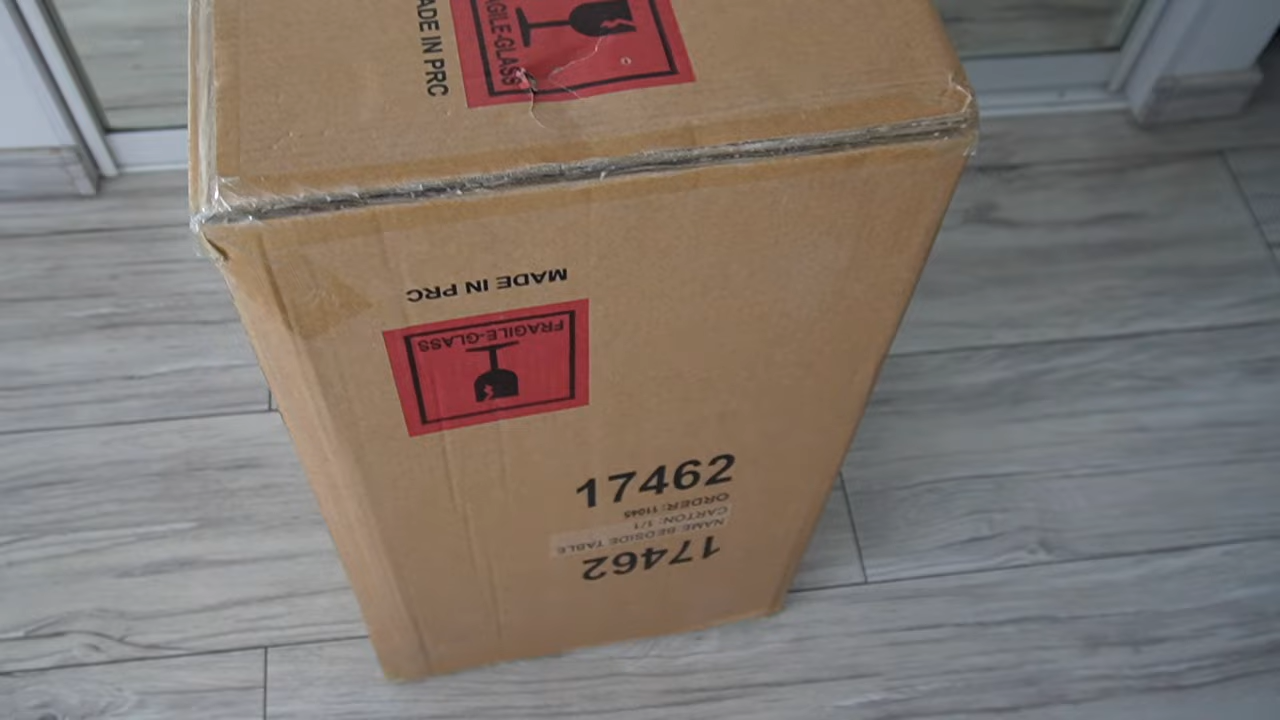 MADE IN PRC
FRAGILE-GLASS
MADE IN PRC
FRAGILE-GLASS
17462
ORDER: 11045
CARTON: 1/1
NAME BEDSIDE TABLE
17462